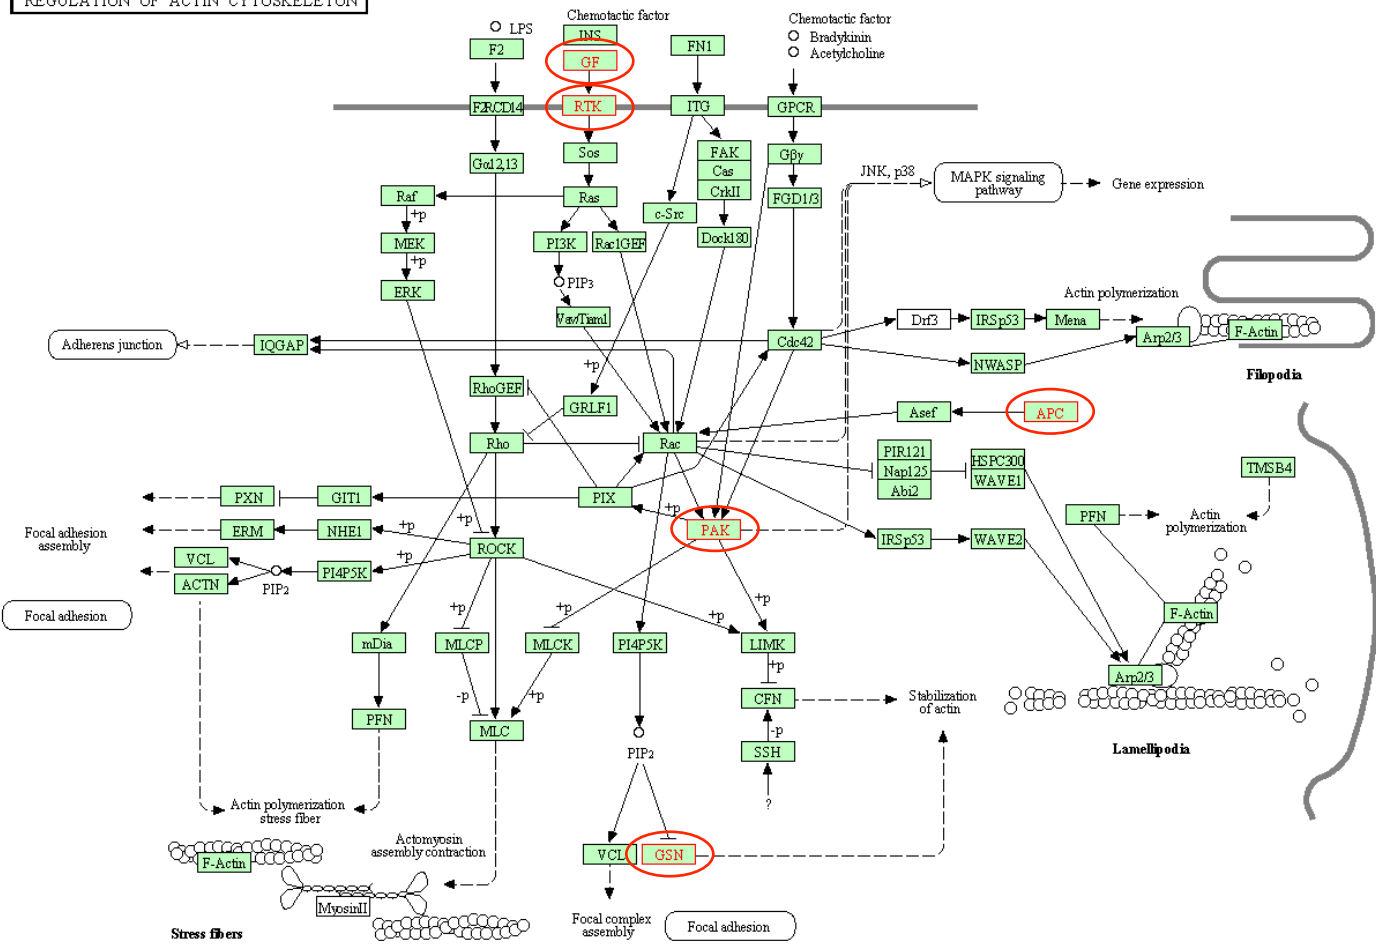 REGULATION OF ACTIN CYTOSKELETON
Chemotactic factor
Chemotactic factor
LPS
INS
FN1
Bradykinin
F2
GF
Acetylcholine
F2R
CD14
RTK
ITG
GPCR
Gα12,13
Sos
FAK
Gβγ
Cas
JNK, p38
MAPK signaling
pathway
Gene expression
Raf
Ras
CrkII
FGD1/3
+p
c-Src
MEK
PI3K
Rac1GEF
Dock180
+p
PIP3
ERK
Actin polymerization
Vav/Tiam1
Drf3
IRSp53
Mena
Adherens junction
IQGAP
Cdc42
Arp2/3
F-Actin
+p
NWASP
Filopodia
RhoGEF
GRLF1
Asef
APC
Rho
Rac
PIR121
Nap125
Abi2
HSPC300
WAVE1
TMSB4
PXN
GIT1
PIX
+p
PFN
Actin
polymerization
Focal adhesion
assembly
ERM
NHE1
+p
+p
PAK
ROCK
IRSp53
WAVE2
VCL
+p
ACTN
PIP2
PI4P5K
Focal adhesion
+p
+p
+p
+p
F-Actin
mDia
MLCP
MLCK
PI4P5K
LIMK
+p
Arp2/3
-p
+p
CFN
Stabilization
of actin
PFN
MLC
-p
PIP2
SSH
Lamellipodia
?
Actin polymerization
stress fiber
Actomyosin
assembly contraction
F-Actin
VCL
GSN
MyosinII
Focal complex
assembly
Focal adhesion
Stress fibers